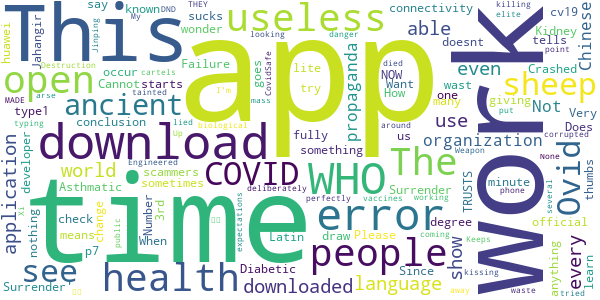 This
app
work
time
useless
sheep
ancient
open
download
COVID
WHO
error
people
health
see
The
Ovid
organization
application
language
downloaded
propaganda
Chinese
Jahangir
huawei
say
known
sucks
DND
THEY
My
killing
elite
connectivity
cv19
wonder
danger
able
Kidney
doesnt
Jinping
Destruction
cartels
looking
point
occur
Failure
lite
tells
Crashed
Cannot
starts
goes
try
NOW
even
died
CovidSafe
I'm
How
Want
one
wast
Not
Very
MADE
tainted
Up
mass
type1
conclusion
lied
many
giving
put
arse
biological
around
us
use
Does
corrupted
typing
Engineered
Weapon
None
fully
something
thumbs
developer
world
Asthmatic
scammers
deliberately
perfectly
vaccines
working
TRUSTS
minute
phone
several
nothing
sometimes
Surrender
coming
kissing
official
check
Number
3rd
degree
Keeps
away
tried
Xi
change
When
Latin
draw
Please
show
every
anything
means
p7
public
Since
expectations
waste
learn
Diabetic
Surrender